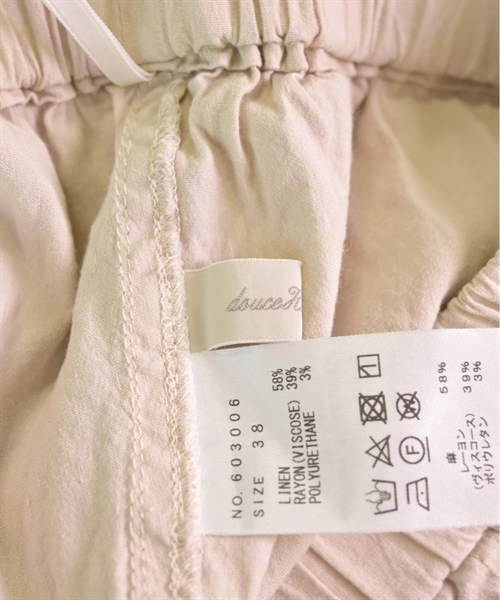 NO. 603006
SIZE 38
LINEN 58%
RAYON(VISCOSE) 39%
POLYURETHANE 3%
F
麻 58%
レーヨン 39%
(ヴィスコース)
ポリウレタン 3%